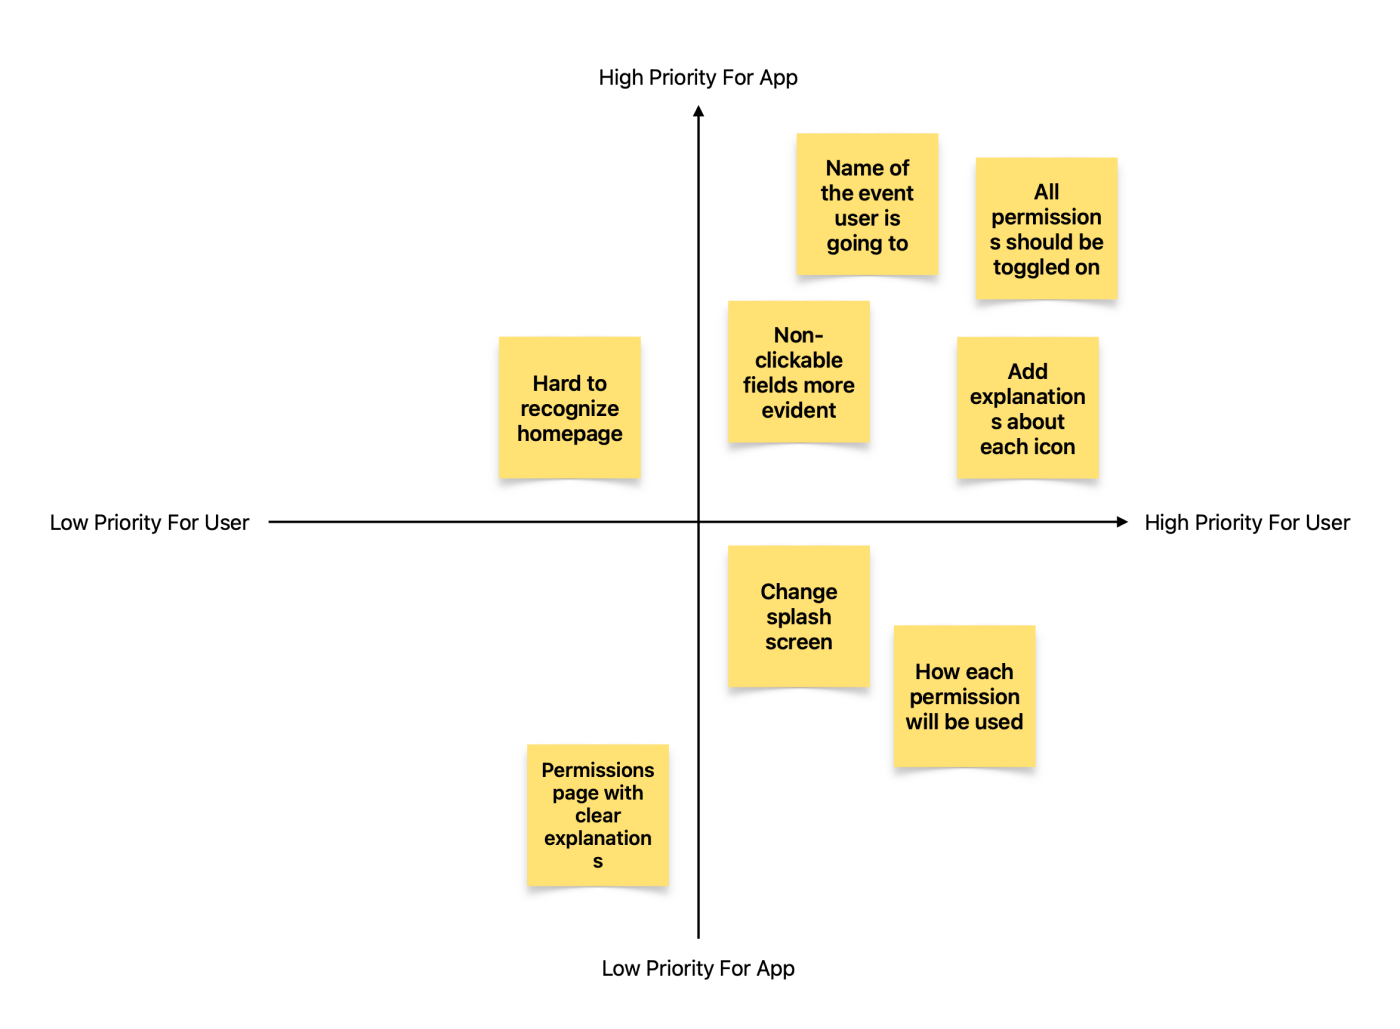 High Priority For App
Name of
the event
user is
going to
All
permission
s should be
toggled on
Non-
clickable
fields more
evident
Hard to
recognize
homepage
Add
explanation
s about
each icon
Low Priority For User
High Priority For User
Change
splash
screen
How each
permission
will be used
Permissions
page with
clear
explanation
s
Low Priority For App